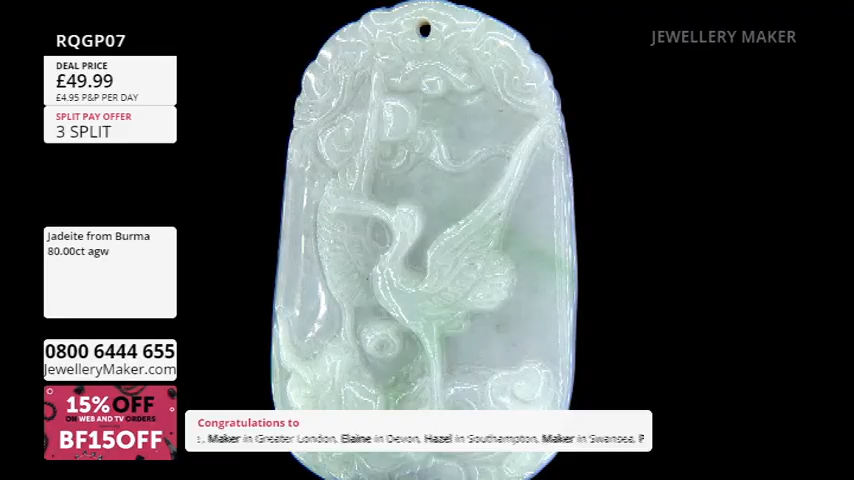 RQGP07
JEWELLERY MAKER
DEAL PRICE
£49.99
£4.95 P&P PER DAY
SPLIT PAY OFFER
3 SPLIT
Jadeite from Burma
80.00ct agw
0800 6444 655
JewelleryMaker.com
15% OFF
ON WEB AND TV ORDERS
BF15OFF
Congratulations to
Maker in Greater London, Elaine in Devon, Hazel in Southampton, Maker in Swansea,